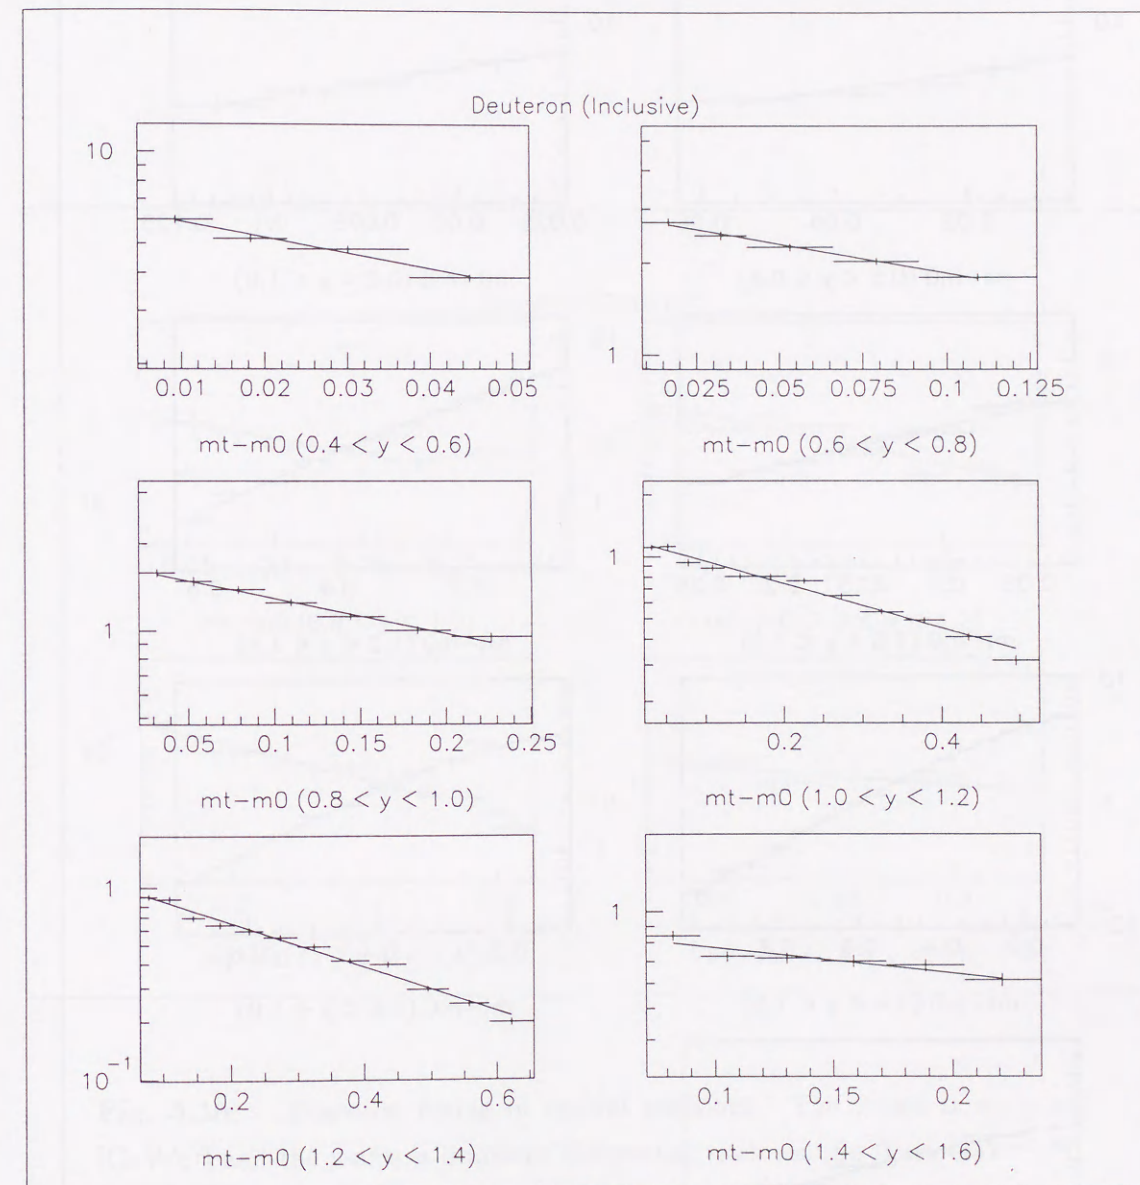 Deuteron (Inclusive)
10
0.01 0.02 0.03 0.04 0.05
mt-m0 (0.4 < y < 0.6)
1
0.025 0.05 0.075 0.1 0.125
mt-m0 (0.6 < y < 0.8)
1
0.05 0.1 0.15 0.2 0.25
mt-m0 (0.8 < y < 1.0)
1
0.2 0.4
mt-m0 (1.0 < y < 1.2)
1
10⁻¹
0.2 0.4 0.6
mt-m0 (1.2 < y < 1.4)
1
0.1 0.15 0.2
mt-m0 (1.4 < y < 1.6)